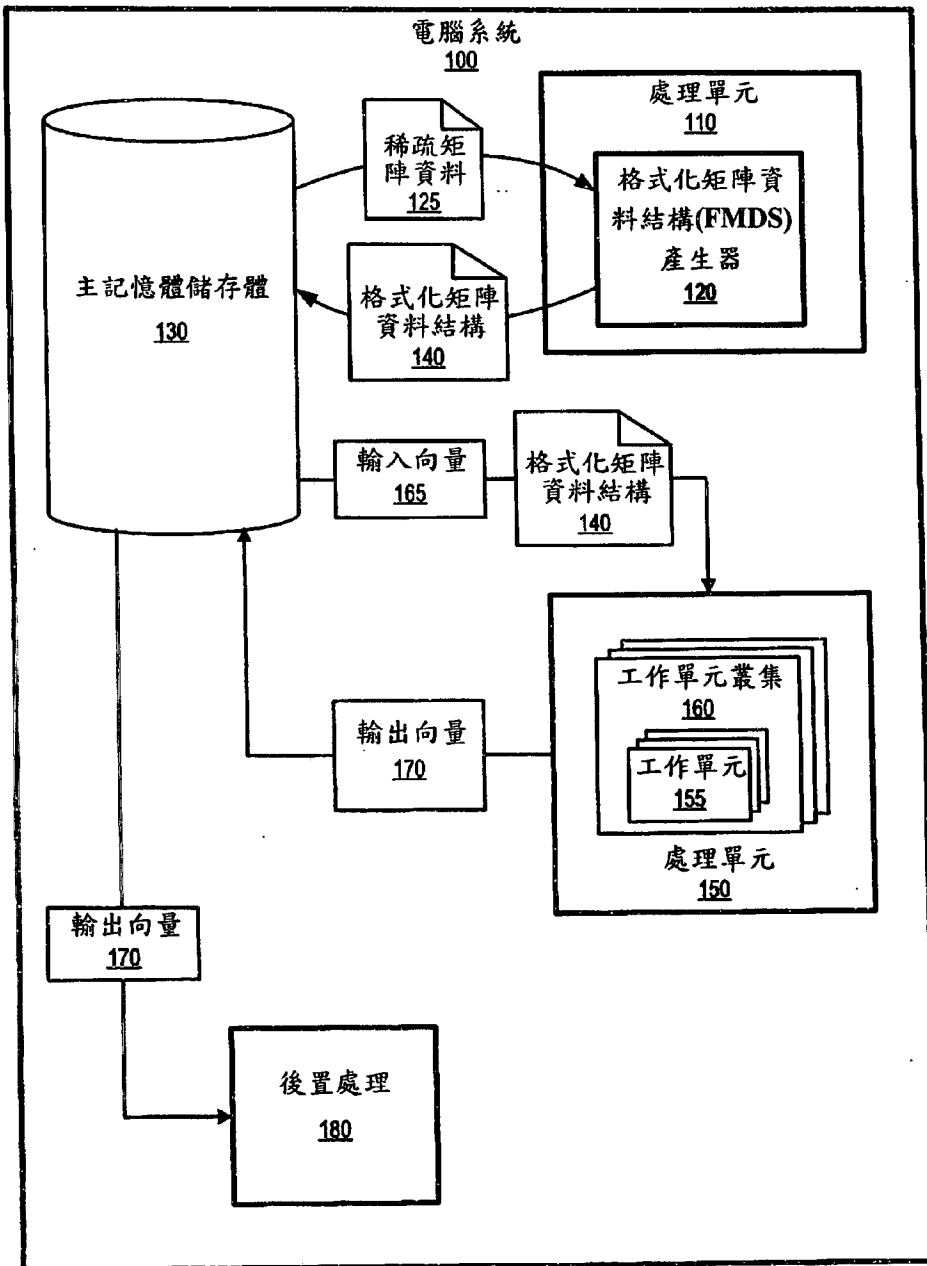 電腦系統
100
處理單元
110
稀疏矩
陣資料
125
格式化矩陣資
料結構(FMDS)
產生器
120
主記憶體儲存體
130
格式化矩陣
資料結構
140
輸入向量
165
格式化矩陣
資料結構
140
工作單元叢集
160
工作單元
155
處理單元
150
輸出向量
170
輸出向量
170
後置處理
180